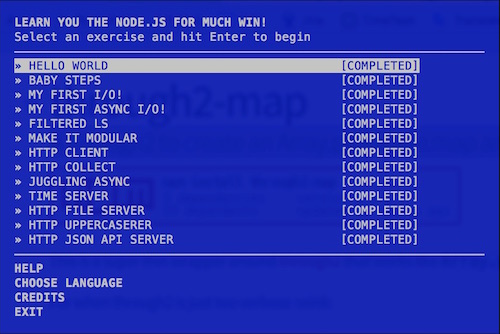 LEARN YOU THE NODE.JS FOR MUCH WIN!
Select an exercise and hit Enter to begin
» HELLO WORLD [COMPLETED]
» BABY STEPS [COMPLETED]
» MY FIRST I/O! [COMPLETED]
» MY FIRST ASYNC I/O! [COMPLETED]
» FILTERED LS [COMPLETED]
» MAKE IT MODULAR [COMPLETED]
» HTTP CLIENT [COMPLETED]
» HTTP COLLECT [COMPLETED]
» JUGGLING ASYNC [COMPLETED]
» TIME SERVER [COMPLETED]
» HTTP FILE SERVER [COMPLETED]
» HTTP UPPERCASERER [COMPLETED]
» HTTP JSON API SERVER [COMPLETED]
HELP
CHOOSE LANGUAGE
CREDITS
EXIT